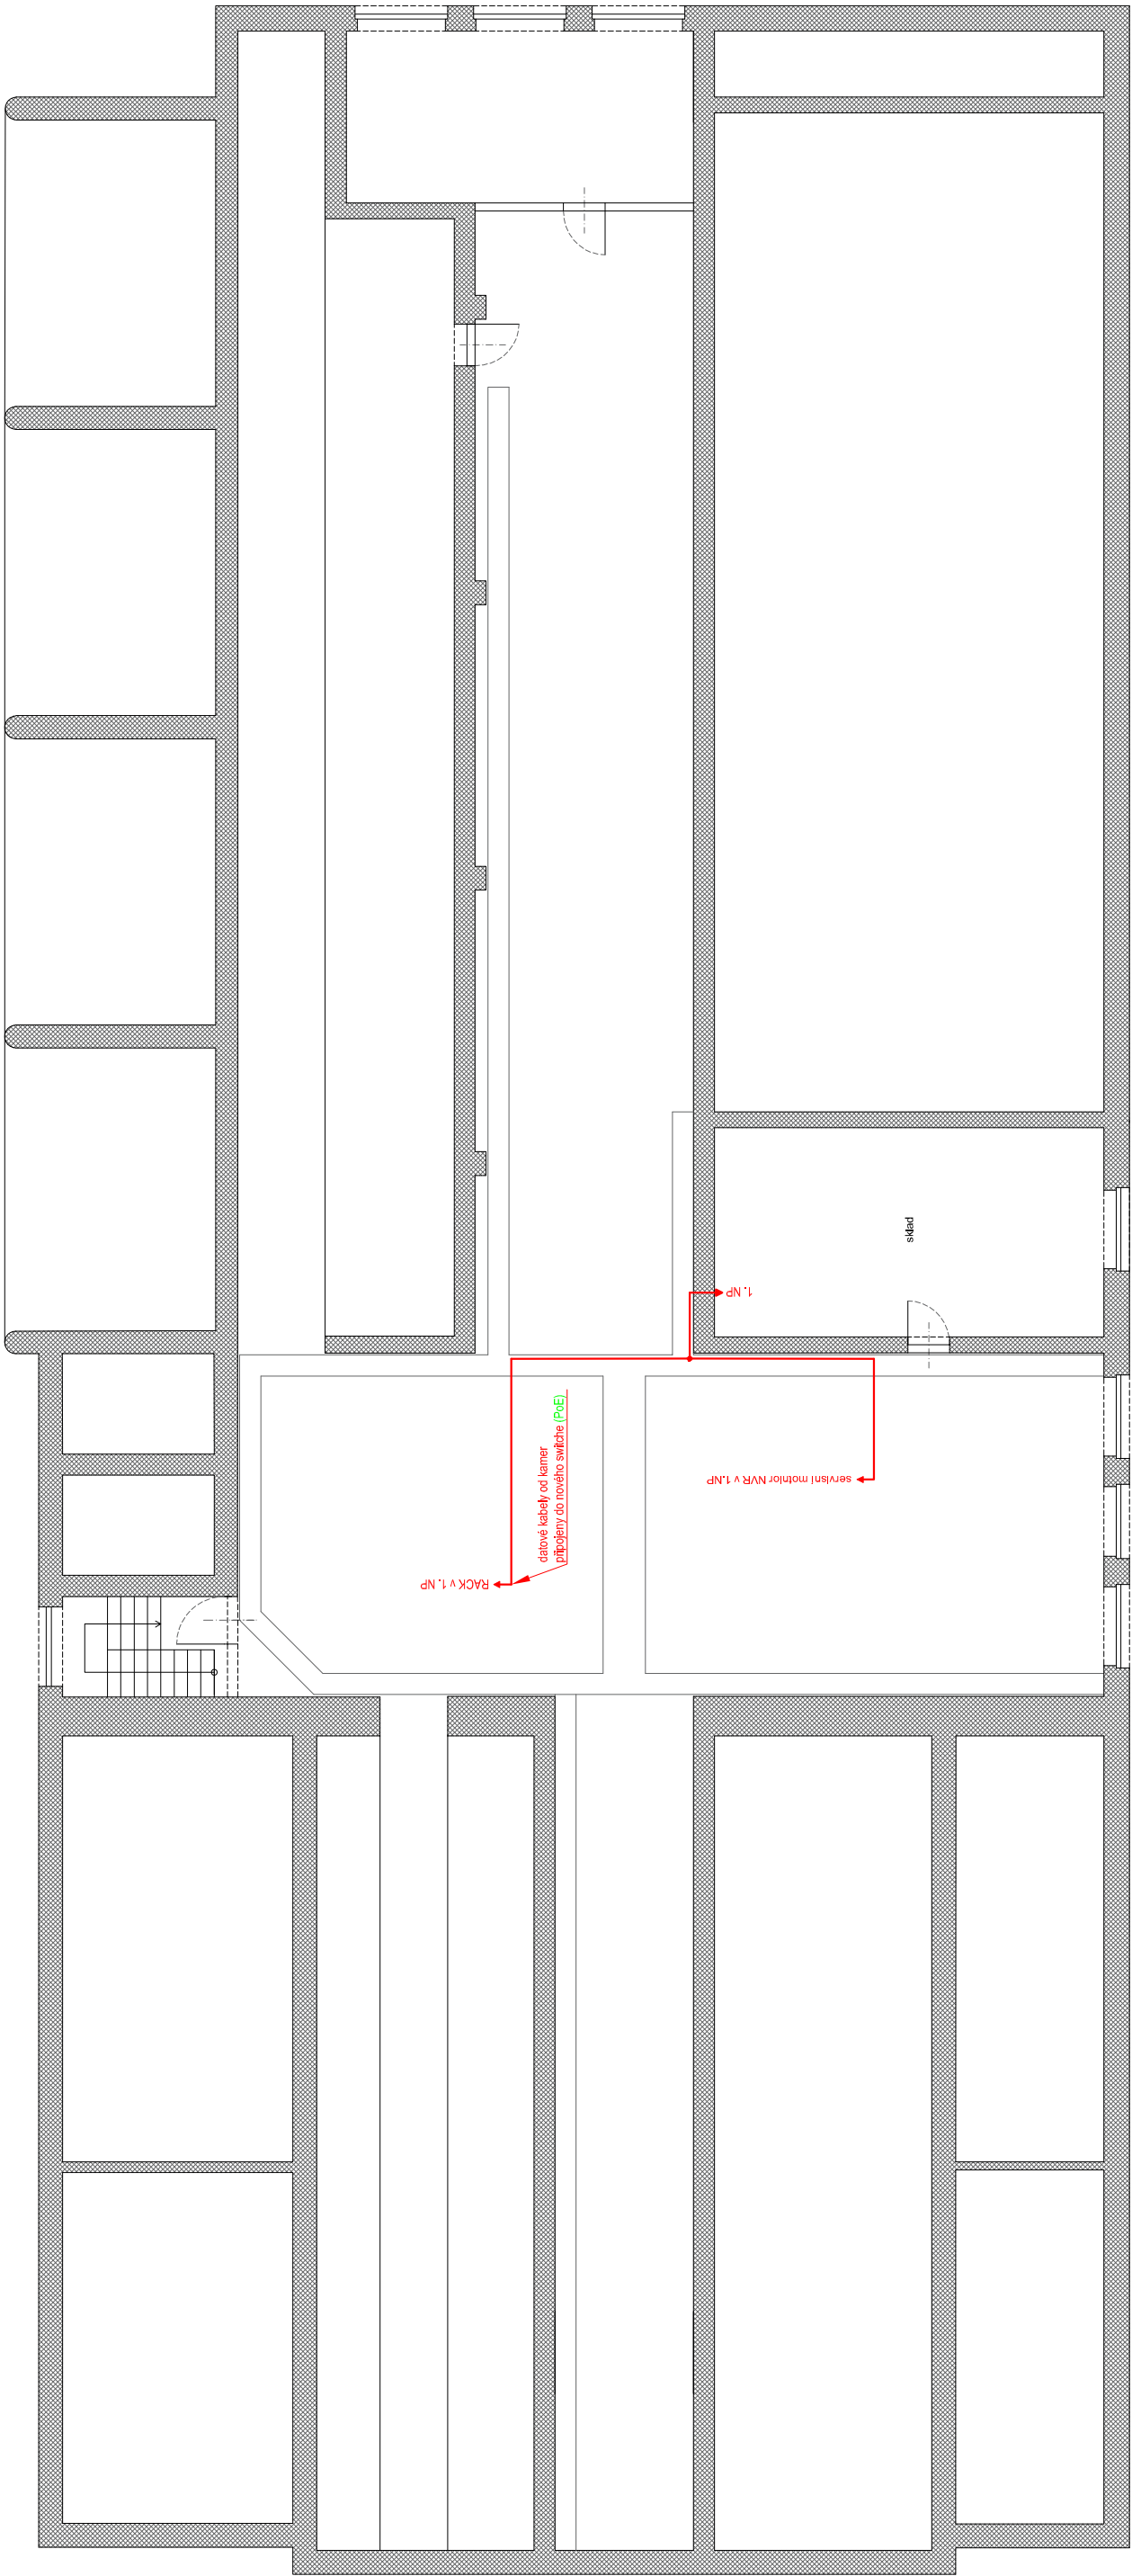 sklad
1. NP
datové kabely od kamer
připojeny do nového switche (PoE)
servisní motnior NVR v 1.NP
RACK v 1. NP